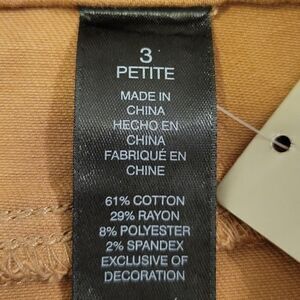 3
PETITE
MADE IN
CHINA
HECHO EN
CHINA
FABRIQUÉ EN
CHINE
61% COTTON
29% RAYON
8% POLYESTER
2% SPANDEX
EXCLUSIVE OF
DECORATION